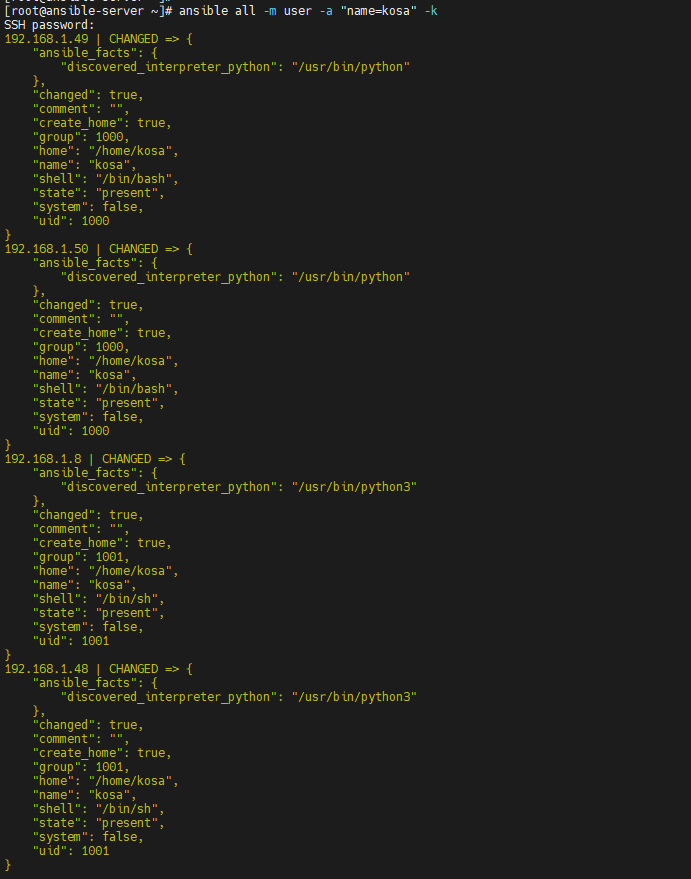 [root@ansible-server ~]# ansible all -m user -a "name=kosa" -k
SSH password:
192.168.1.49 | CHANGED => {
    "ansible_facts": {
        "discovered_interpreter_python": "/usr/bin/python"
    },
    "changed": true,
    "comment": "",
    "create_home": true,
    "group": 1000,
    "home": "/home/kosa",
    "name": "kosa",
    "shell": "/bin/bash",
    "state": "present",
    "system": false,
    "uid": 1000
}
192.168.1.50 | CHANGED => {
    "ansible_facts": {
        "discovered_interpreter_python": "/usr/bin/python"
    },
    "changed": true,
    "comment": "",
    "create_home": true,
    "group": 1000,
    "home": "/home/kosa",
    "name": "kosa",
    "shell": "/bin/bash",
    "state": "present",
    "system": false,
    "uid": 1000
}
192.168.1.8 | CHANGED => {
    "ansible_facts": {
        "discovered_interpreter_python": "/usr/bin/python3"
    },
    "changed": true,
    "comment": "",
    "create_home": true,
    "group": 1001,
    "home": "/home/kosa",
    "name": "kosa",
    "shell": "/bin/sh",
    "state": "present",
    "system": false,
    "uid": 1001
}
192.168.1.48 | CHANGED => {
    "ansible_facts": {
        "discovered_interpreter_python": "/usr/bin/python3"
    },
    "changed": true,
    "comment": "",
    "create_home": true,
    "group": 1001,
    "home": "/home/kosa",
    "name": "kosa",
    "shell": "/bin/sh",
    "state": "present",
    "system": false,
    "uid": 1001
}